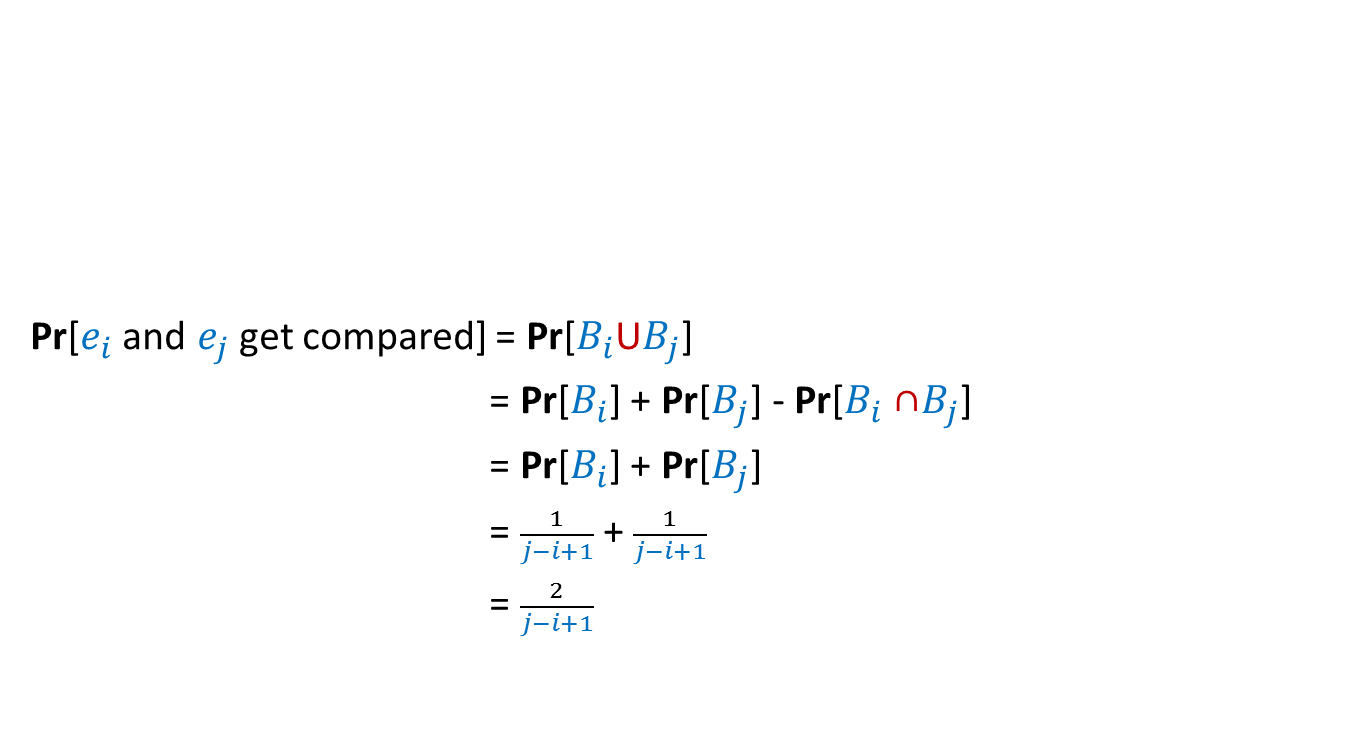 Pr[e_i and e_j get compared] = Pr[B_i∪B_j]
= Pr[B_i] + Pr[B_j] - Pr[B_i ∩B_j]
= Pr[B_i] + Pr[B_j]
= 1/(j−i+1) + 1/(j−i+1)
= 2/(j−i+1)